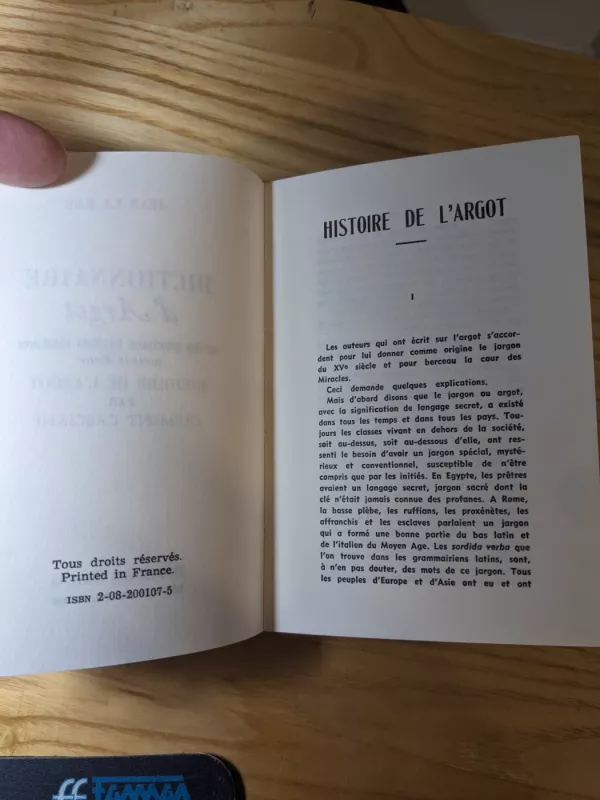 Tous droits réservés.
Printed in France.
ISBN 2-08-200107-5
HISTOIRE DE L'ARGOT
I
Les auteurs qui ont écrit sur l'argot s'accor-
dent pour lui donner comme origine le jargon
du XVe siècle et pour berceau la cour des
Miracles.
Ceci demande quelques explications.
Mais d'abord disons que le jargon ou argot,
avec la signification de langage secret, a existé
dans tous les temps et dans tous les pays. Tou-
jours les classes vivant en dehors de la société,
soit au-dessus, soit au-dessous d'elle, ont res-
senti le besoin d'avoir un jargon spécial, mysté-
rieux et conventionnel, susceptible de n'être
compris que par les initiés. En Egypte, les prêtres
avaient un langage secret, jargon sacré dont la
clé n'était jamais connue des profanes. A Rome,
la basse plèbe, les ruffians, les proxénètes, les
affranchis et les esclaves parlaient un jargon
qui a formé une bonne partie du bas latin et
de l'italien du Moyen Age. Les sordida verba que
l'on trouve dans les grammairiens latins, sont,
à n'en pas douter, des mots de ce jargon. Tous
les peuples d'Europe et d'Asie ont eu et ont